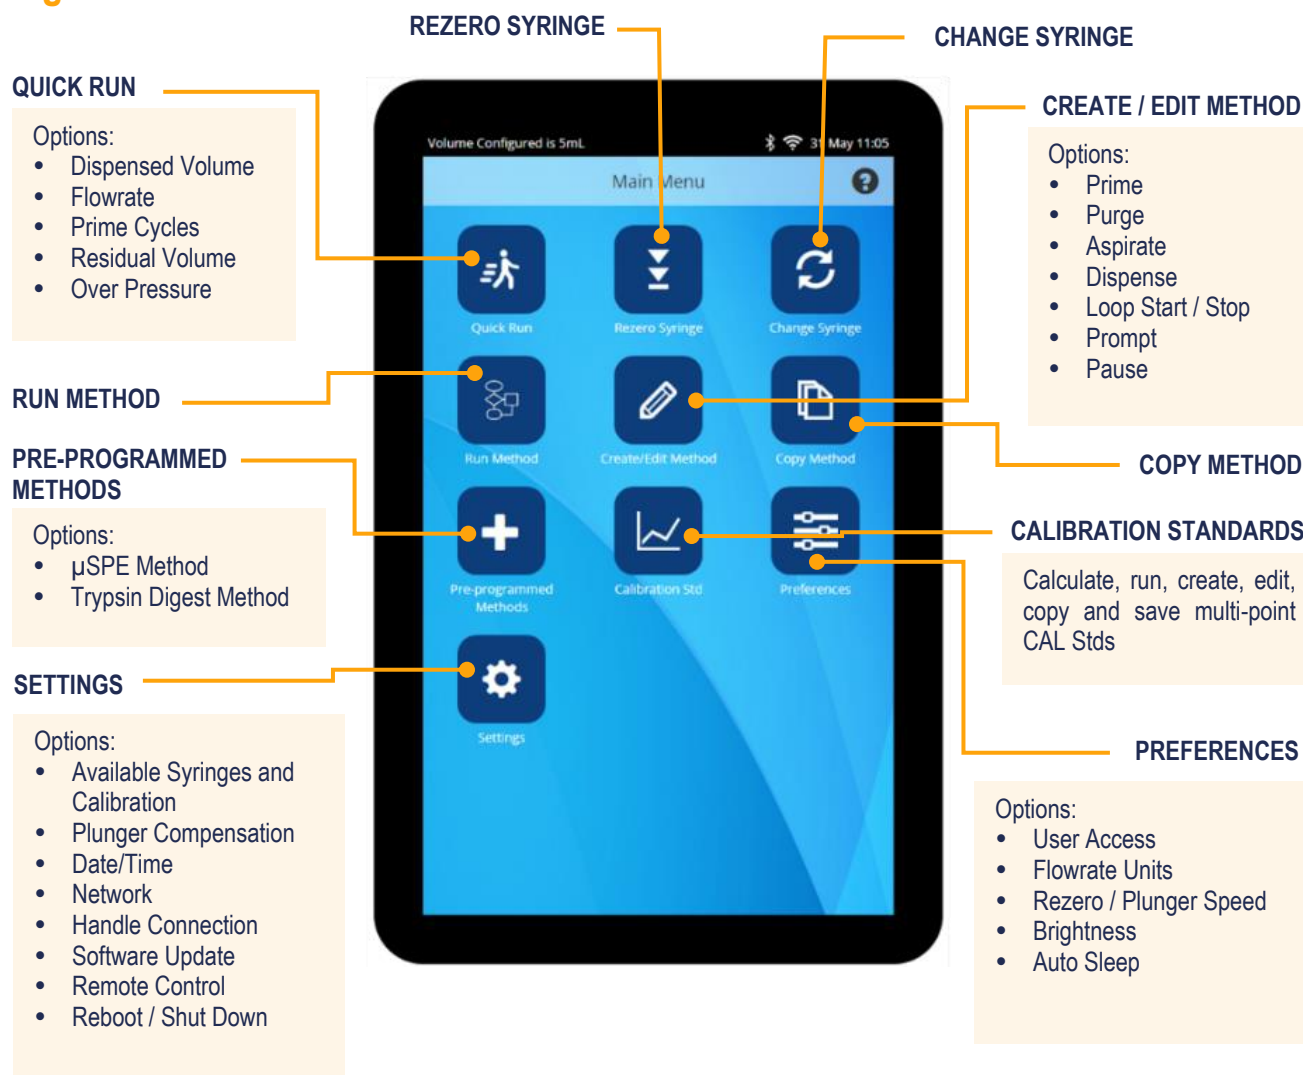 REZERO SYRINGE
CHANGE SYRINGE
QUICK RUN
Options:
• Dispensed Volume
• Flowrate
• Prime Cycles
• Residual Volume
• Over Pressure
RUN METHOD
PRE-PROGRAMMED
METHODS
Options:
• µSPE Method
• Trypsin Digest Method
SETTINGS
Options:
• Available Syringes and
Calibration
• Plunger Compensation
• Date/Time
• Network
• Handle Connection
• Software Update
• Remote Control
• Reboot / Shut Down
Volume Configured is 5mL 31 May 11:05
Main Menu
?
Quick Run Rezero Syringe Change Syringe
Run Method Create/Edit Method Copy Method
Pre-programmed Calibration Std Preferences
Methods
Settings
CREATE / EDIT METHOD
Options:
• Prime
• Purge
• Aspirate
• Dispense
• Loop Start / Stop
• Prompt
• Pause
COPY METHOD
CALIBRATION STANDARDS
Calculate, run, create, edit,
copy and save multi-point
CAL Stds
PREFERENCES
Options:
• User Access
• Flowrate Units
• Rezero / Plunger Speed
• Brightness
• Auto Sleep